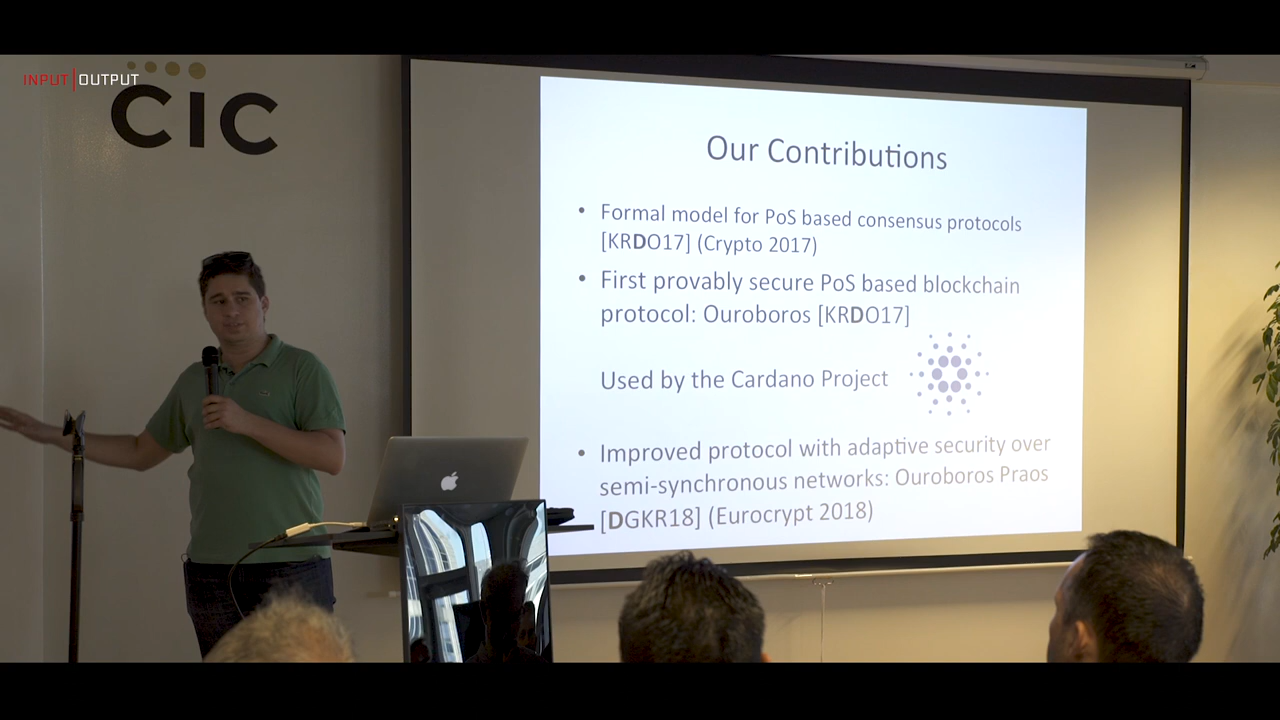 INPUT|OUTPUT
CIC
Our Contributions
• Formal model for PoS based consensus protocols
[KRDO17] (Crypto 2017)
• First provably secure PoS based blockchain
protocol: Ouroboros [KRDO17]
Used by the Cardano Project
• Improved protocol with adaptive security over
semi-synchronous networks: Ouroboros Praos
[DGKR18] (Eurocrypt 2018)